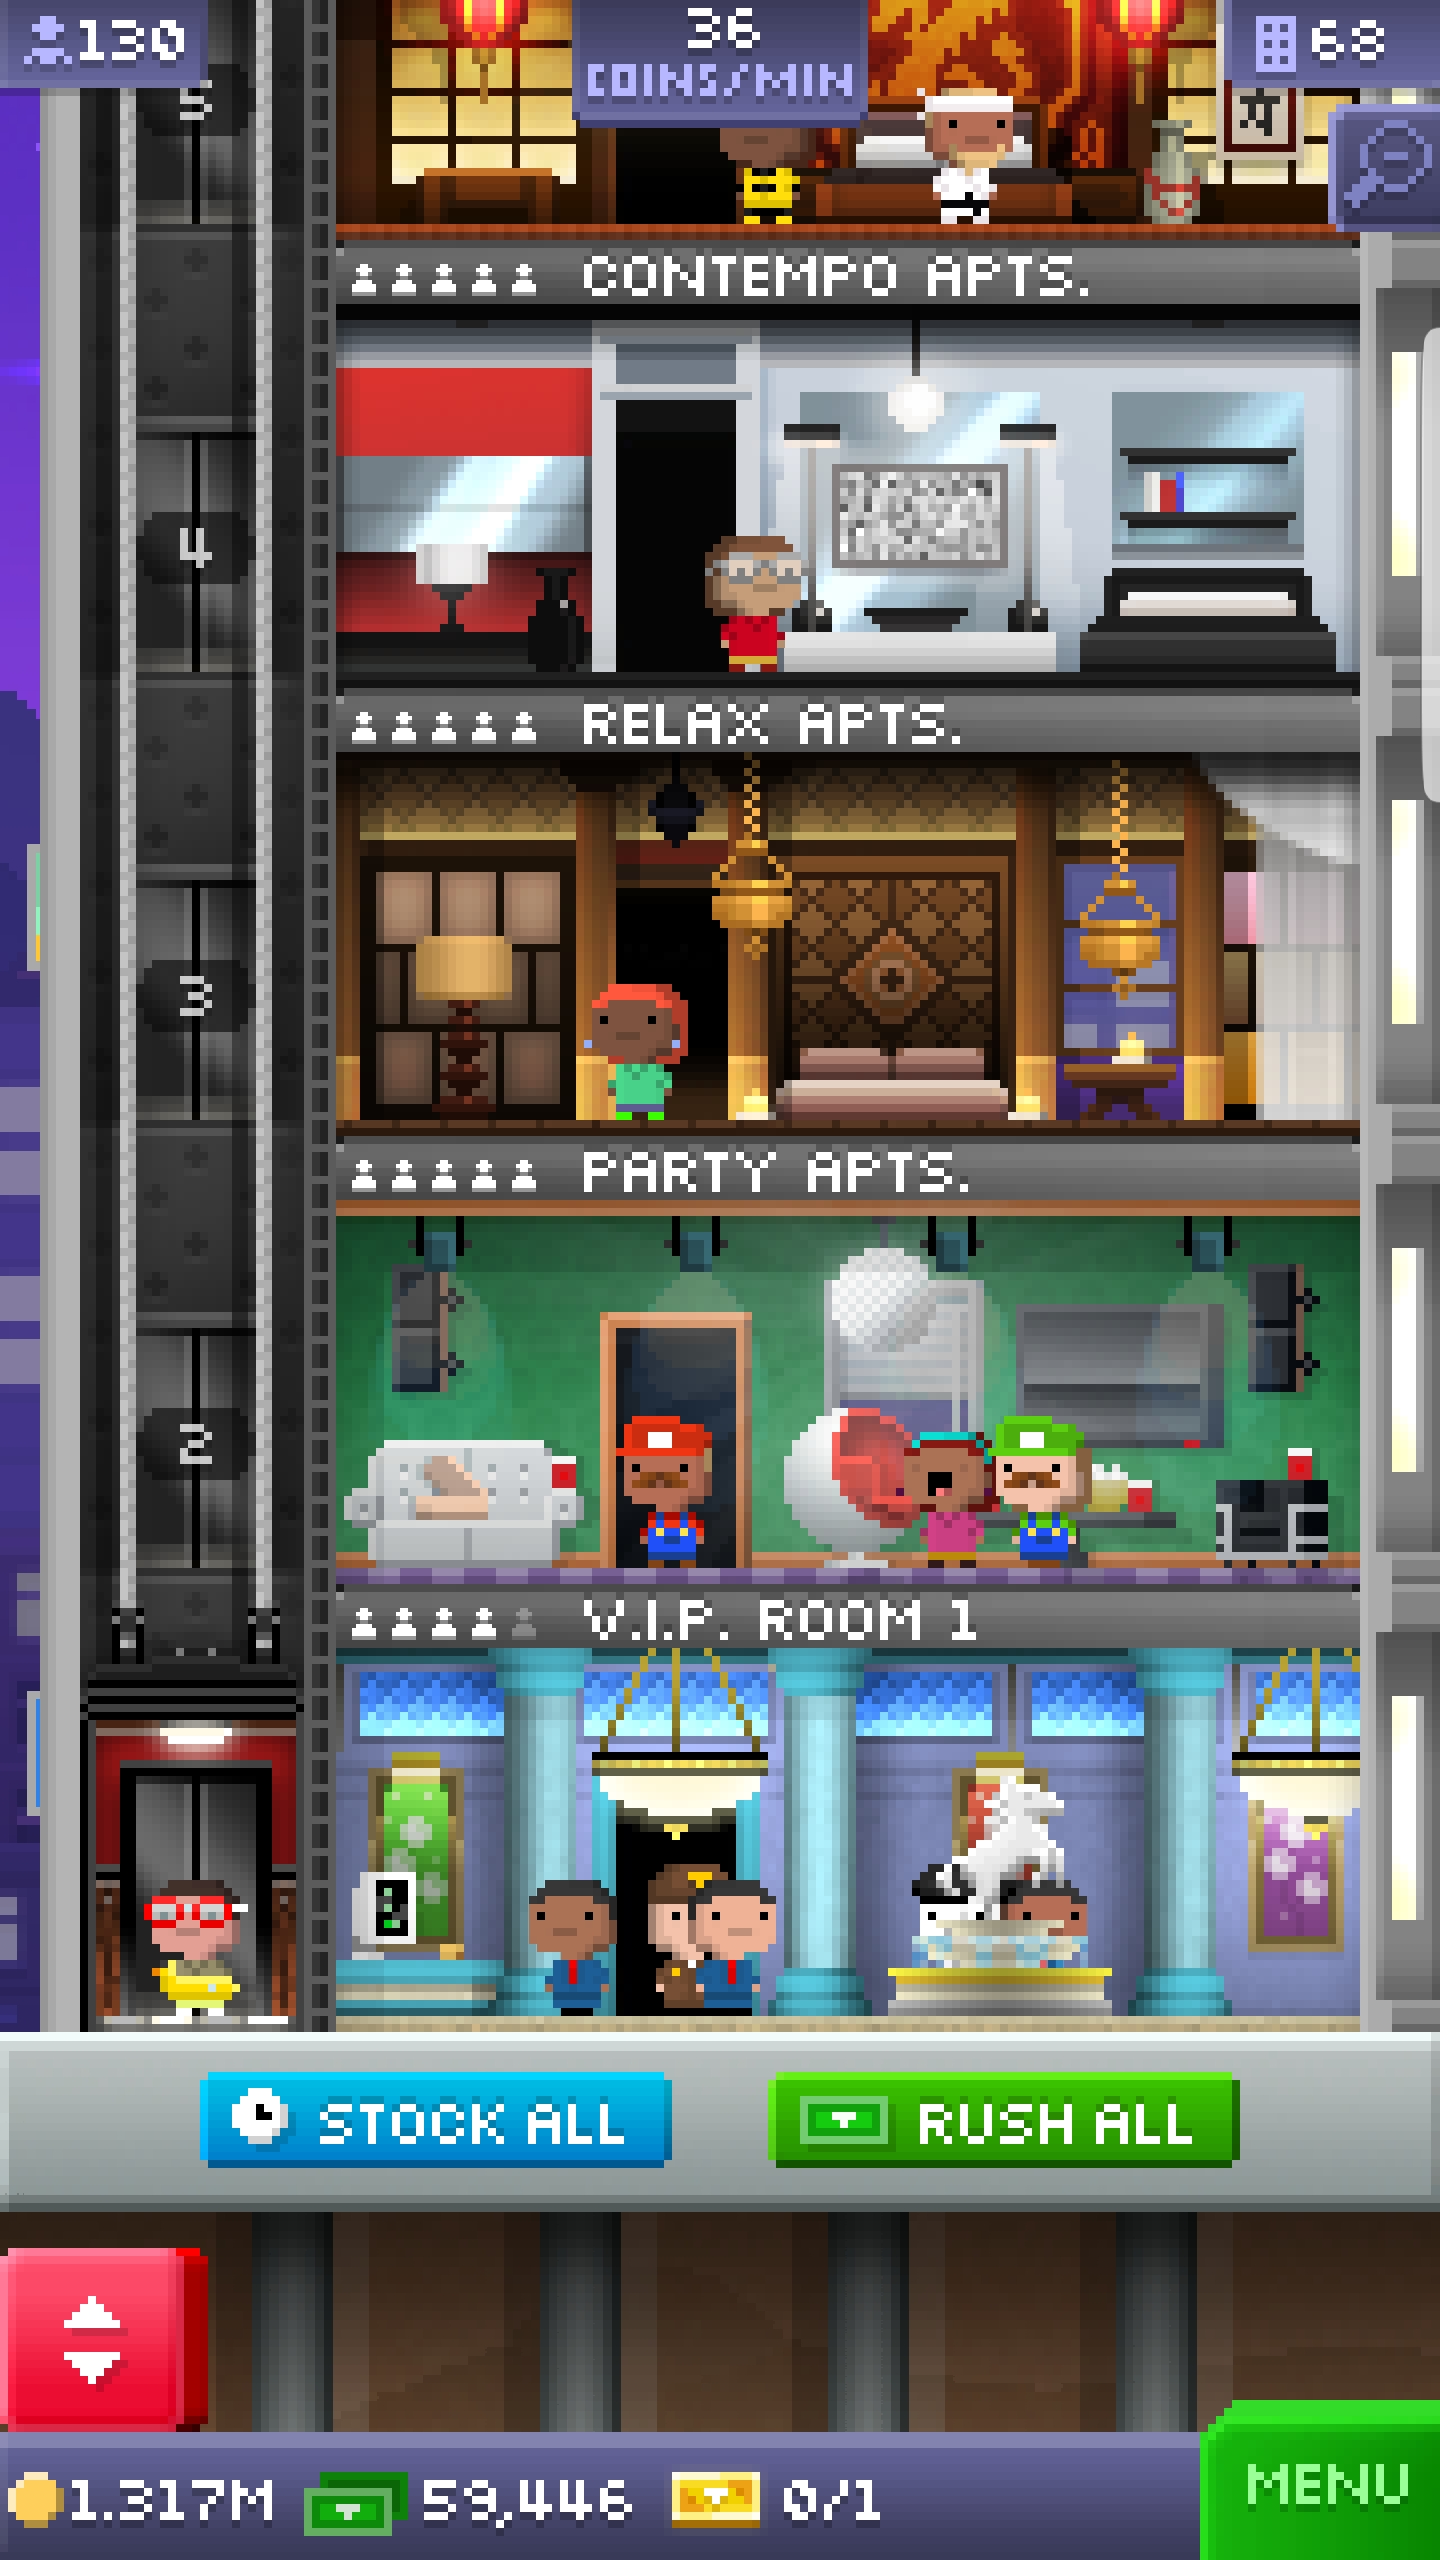 130
36
COINS/MIN
68
5
CONTEMPO APTS.
4
RELAX APTS.
3
PARTY APTS.
2
V.I.P. ROOM 1
STOCK ALL
RUSH ALL
1.317M
59,446
0/1
MENU